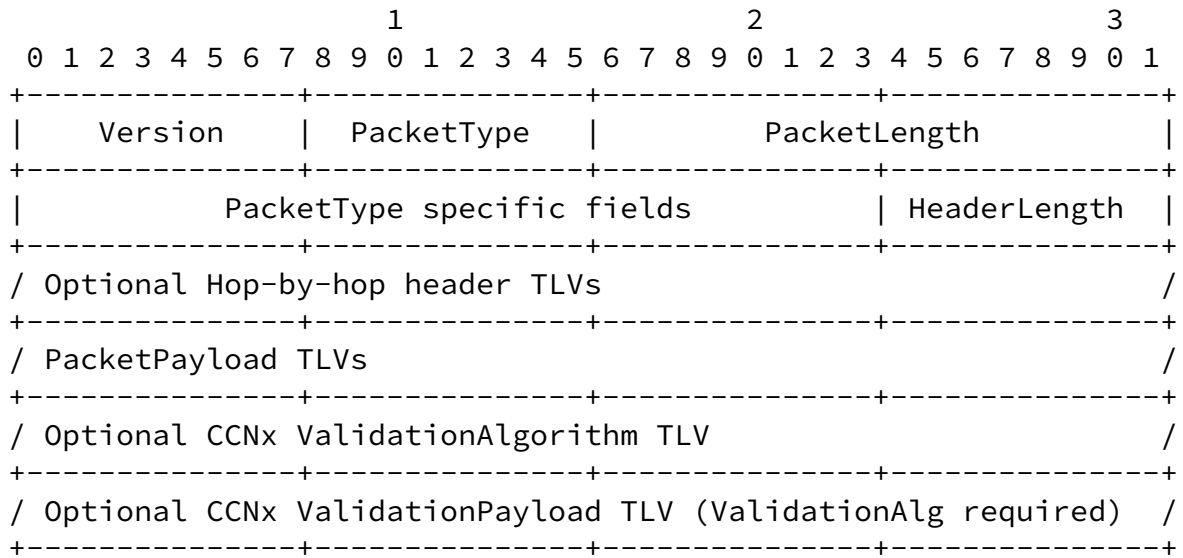 1                   2                   3
 0 1 2 3 4 5 6 7 8 9 0 1 2 3 4 5 6 7 8 9 0 1 2 3 4 5 6 7 8 9 0 1
+---------------+---------------+---------------+---------------+
|    Version    |  PacketType   |         PacketLength          |
+---------------+---------------+---------------+---------------+
|           PacketType specific fields          | HeaderLength  |
+---------------+---------------+---------------+---------------+
/ Optional Hop-by-hop header TLVs                               /
+---------------+---------------+---------------+---------------+
/ PacketPayload TLVs                                            /
+---------------+---------------+---------------+---------------+
/ Optional CCNx ValidationAlgorithm TLV                         /
+---------------+---------------+---------------+---------------+
/ Optional CCNx ValidationPayload TLV (ValidationAlg required)  /
+---------------+---------------+---------------+---------------+